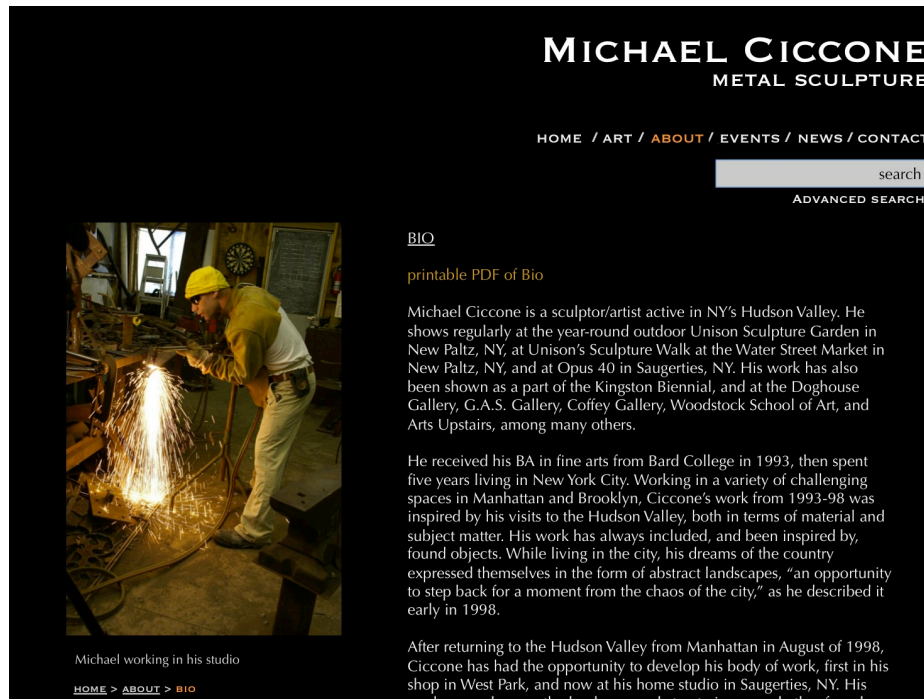 MICHAEL CICCONE
METAL SCULPTURE
HOME / ART / ABOUT / EVENTS / NEWS / CONTACT
search
ADVANCED SEARCH
BIO
printable PDF of Bio
Michael Ciccone is a sculptor/artist active in NY's Hudson Valley. He
shows regularly at the year-round outdoor Unison Sculpture Garden in
New Paltz, NY, at Unison's Sculpture Walk at the Water Street Market in
New Paltz, NY, and at Opus 40 in Saugerties, NY. His work has also
been shown as a part of the Kingston Biennial, and at the Doghouse
Gallery, G.A.S. Gallery, Coffey Gallery, Woodstock School of Art, and
Arts Upstairs, among many others.
He received his BA in fine arts from Bard College in 1993, then spent
five years living in New York City. Working in a variety of challenging
spaces in Manhattan and Brooklyn, Ciccone's work from 1993-98 was
inspired by his visits to the Hudson Valley, both in terms of material and
subject matter. His work has always included, and been inspired by,
found objects. While living in the city, his dreams of the country
expressed themselves in the form of abstract landscapes, “an opportunity
to step back for a moment from the chaos of the city,” as he described it
early in 1998.
After returning to the Hudson Valley from Manhattan in August of 1998,
Ciccone has had the opportunity to develop his body of work, first in his
shop in West Park, and now at his home studio in Saugerties, NY. His
Michael working in his studio
HOME > ABOUT > BIO